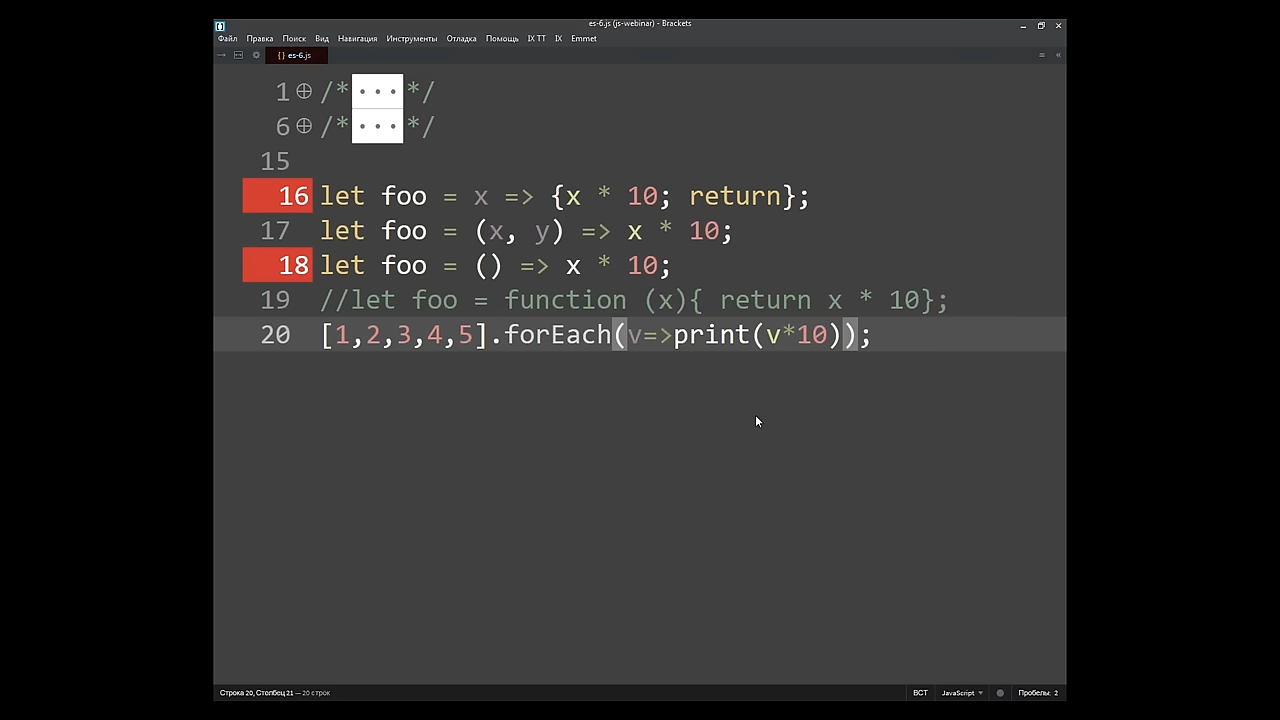 es-6.js (js-webinar) - Brackets
Файл Правка Поиск Вид Навигация Инструменты Отладка Помощь IX TT IX Emmet
{} es-6.js
1 /*···*/
6 /*···*/
15
16 let foo = x => {x * 10; return};
17 let foo = (x, y) => x * 10;
18 let foo = () => x * 10;
19 //let foo = function (x){ return x * 10};
20 [1,2,3,4,5].forEach(v=>print(v*10));
Строка 20, Столбец 21 — 20 строк ВСТ JavaScript Пробелы: 2